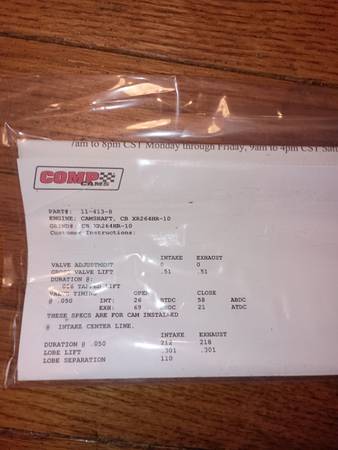 7am to 8pm CST Monday through Friday, 9am to 4pm CST Satu
COMP
CAMS
PART#: 11-413-8
ENGINE: CAMSHAFT, CB XR264HR-10
GRIND#: CB XR264HR-10
Customer Instructions:
INTAKE EXHAUST
VALVE ADJUSTMENT 0 0
GROSS VALVE LIFT .51 .51
DURATION @:
.006 TAPPET LIFT
VALVE TIMING OPEN CLOSE
@ .050 INT: 26 BTDC 58 ABDC
EXH: 69 BBDC 21 ATDC
THESE SPECS ARE FOR CAM INSTALLED
@ INTAKE CENTER LINE.
INTAKE EXHAUST
DURATION @ .050 212 218
LOBE LIFT .301 .301
LOBE SEPARATION 110